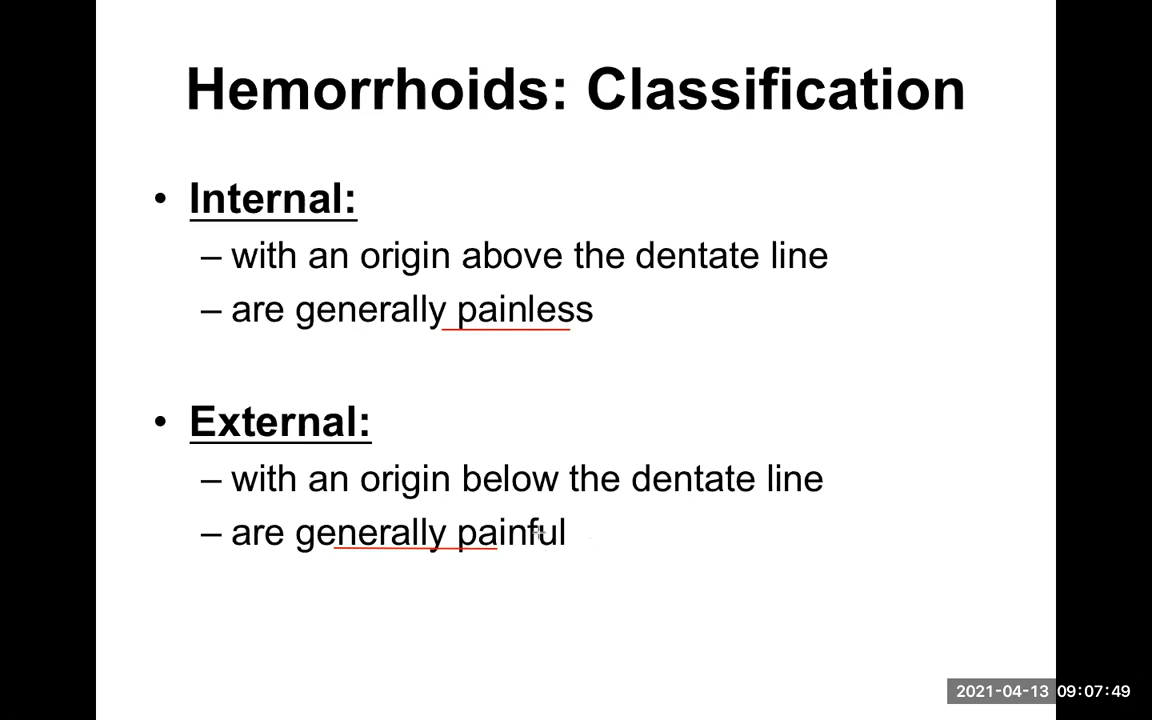 Hemorrhoids: Classification
• Internal:
– with an origin above the dentate line
– are generally painless
• External:
– with an origin below the dentate line
– are generally painful
2021-04-13 09:07:49